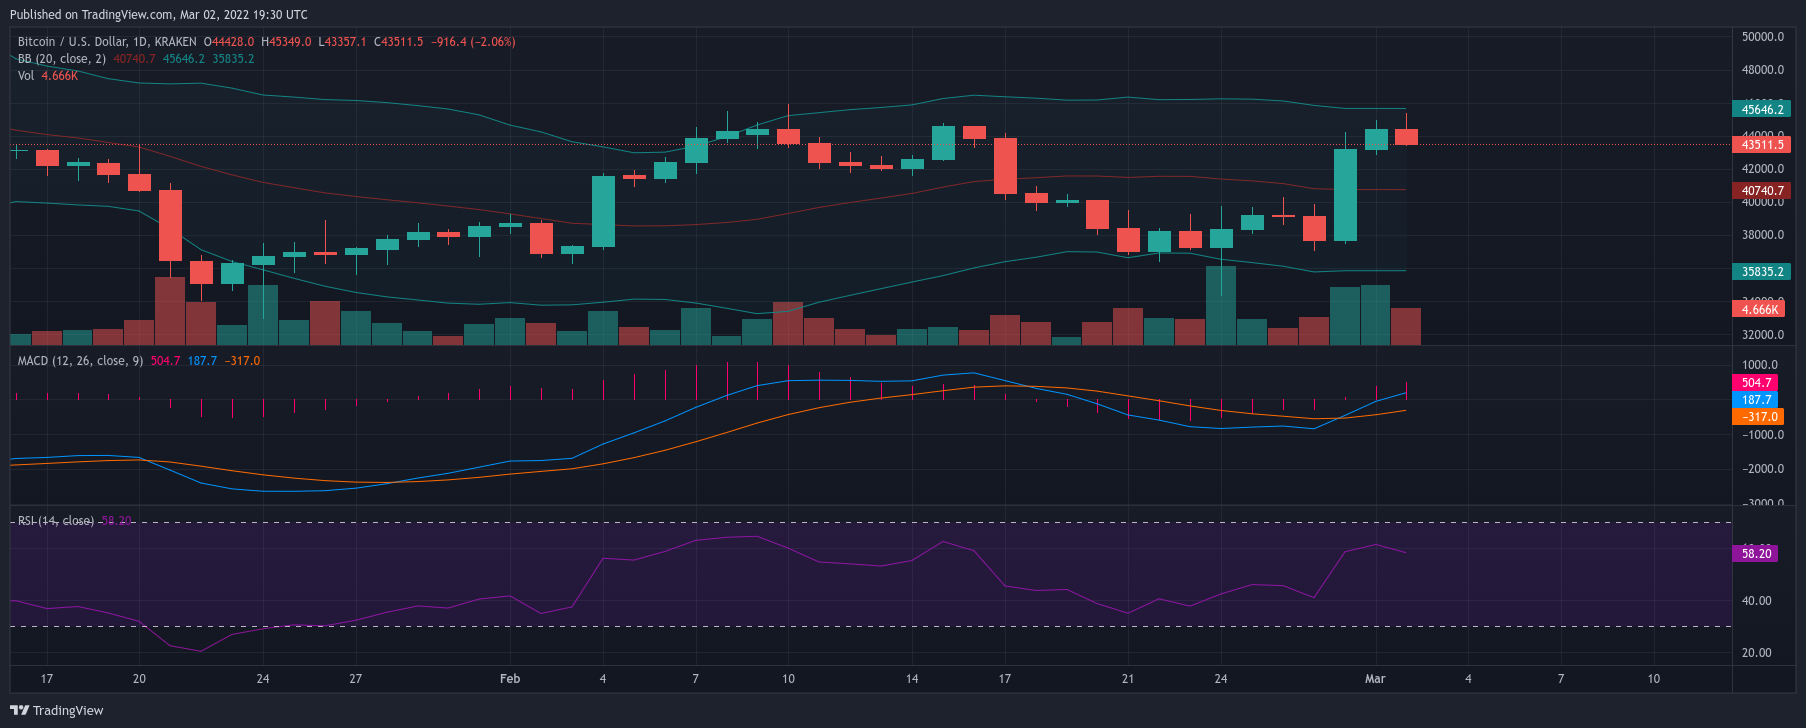 Published on TradingView.com, Mar 02, 2022 19:30 UTC
Bitcoin / U.S. Dollar, 1D, KRAKEN O44428.0 H45349.0 L43357.1 C43511.5 −916.4 (−2.06%)
BB (20, close, 2) 40740.7 45646.2 35835.2
Vol 4.666K
50000.0
48000.0
45646.2
44000.0
43511.5
42000.0
40740.7
40000.0
38000.0
35835.2
34000.0
4.666K
32000.0
MACD (12, 26, close, 9) 504.7 187.7 −317.0
1000.0
504.7
187.7
−317.0
−1000.0
−2000.0
−3000.0
RSI (14, close) 58.20
58.20
40.00
20.00
17 20 24 27 Feb 4 7 10 14 17 21 24 Mar 4 7 10
TradingView